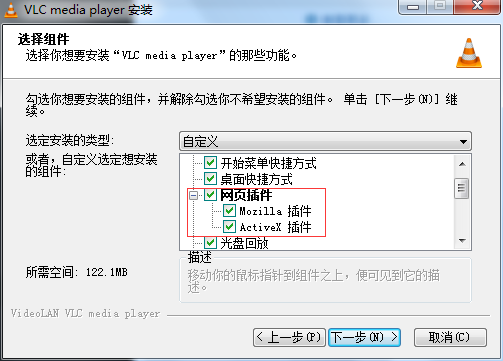 VLC media player 安装
选择组件
选择你想要安装“VLC media player”的那些功能。
勾选你想要安装的组件，并解除勾选你不希望安装的组件。 单击 [下一步(N)] 继
续。
选定安装的类型:
自定义
或者，自定义选定想安装
的组件:
开始菜单快捷方式
桌面快捷方式
网页插件
Mozilla 插件
ActiveX 插件
光盘回放
所需空间: 122.1MB
描述
移动你的鼠标指针到组件之上，便可见到它的描
述。
VideoLAN VLC media player
< 上一步(P)
下一步(N) >
取消(C)